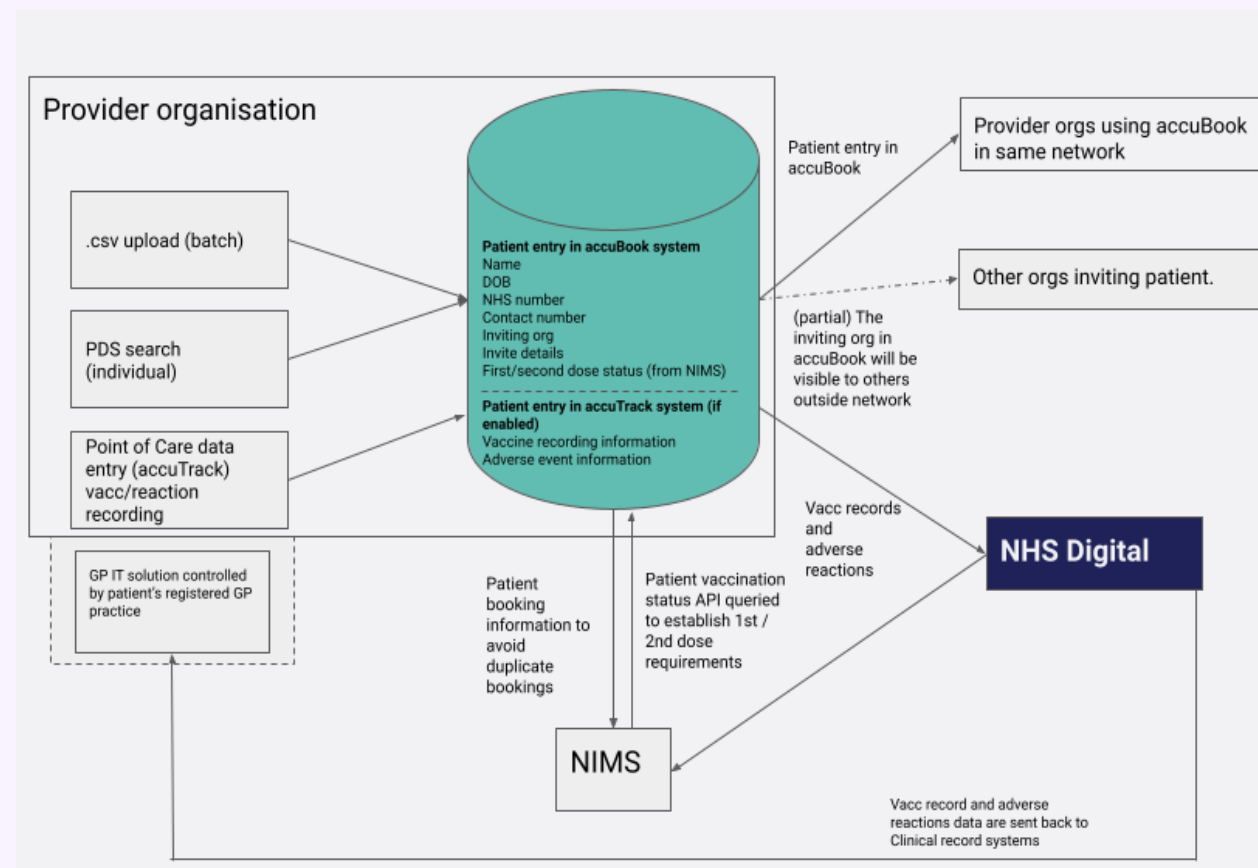 Provider organisation
.csv upload (batch)
PDS search
(individual)
Point of Care data
entry (accuTrack)
vacc/reaction
recording
GP IT solution controlled
by patient's registered GP
practice
Patient entry in accuBook system
Name
DOB
NHS number
Contact number
Inviting org
Invite details
First/second dose status (from NIMS)
Patient entry in accuTrack system (if
enabled)
Vaccine recording information
Adverse event information
Patient entry in
accuBook
Provider orgs using accuBook
in same network
Other orgs inviting patient.
(partial) The
inviting org in
accuBook will be
visible to others
outside network
Vacc records
and
adverse
reactions
NHS Digital
Patient
booking
information to
avoid
duplicate
bookings
Patient vaccination
status API queried
to establish 1st /
2nd dose
requirements
NIMS
Vacc record and adverse
reactions data are sent back to
Clinical record systems